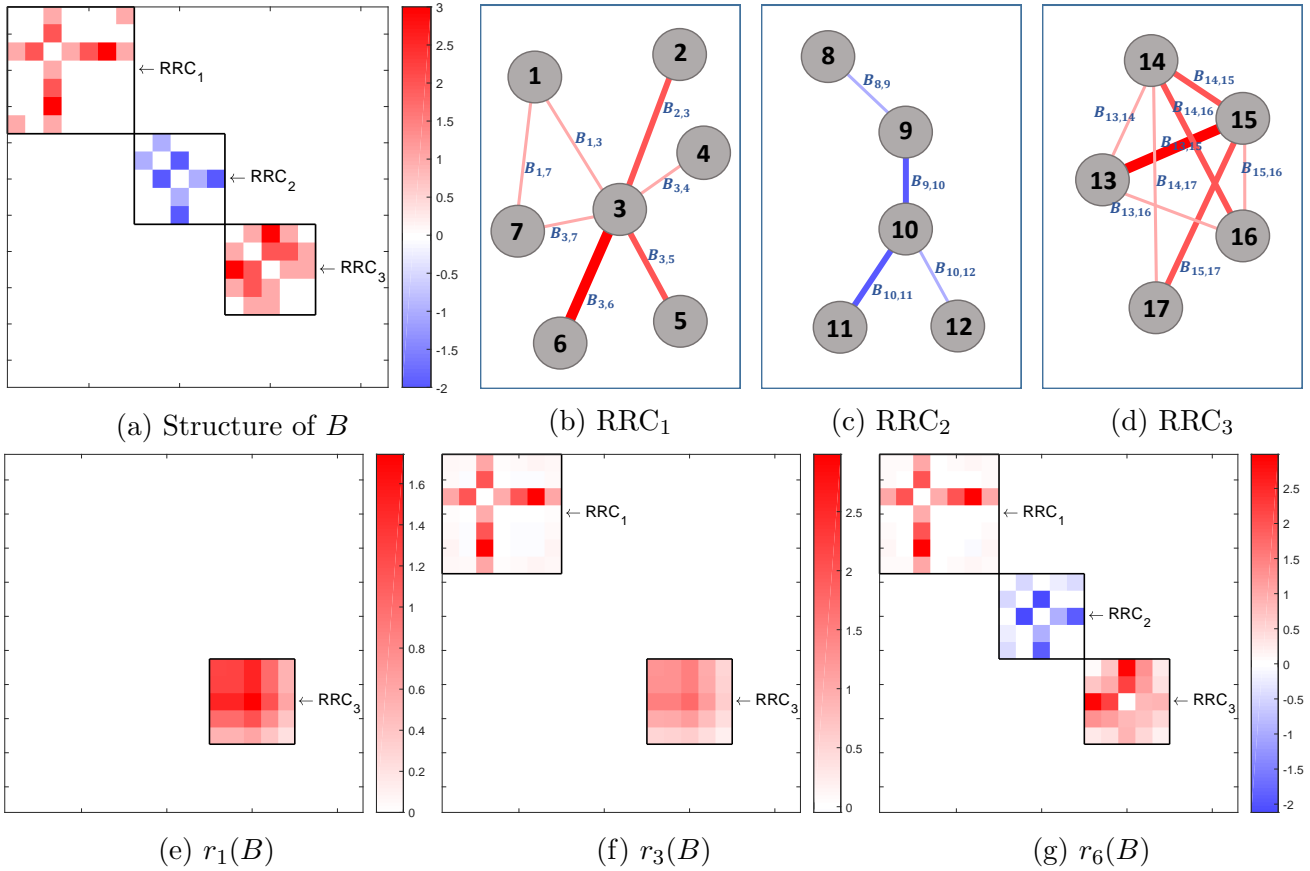 ← RRC₁
← RRC₂
← RRC₃
3
2.5
2
1.5
1
0.5
0
-0.5
-1
-1.5
-2
1
2
3
4
5
6
7
B₁,₃
B₁,₇
B₂,₃
B₃,₄
B₃,₇
B₃,₅
B₃,₆
8
9
10
11
12
B₈,₉
B₉,₁₀
B₁₀,₁₁
B₁₀,₁₂
14
15
13
16
17
B₁₄,₁₅
B₁₄,₁₆
B₁₃,₁₄
B₁₅,₁₆
B₁₄,₁₇
B₁₃,₁₆
B₁₅,₁₇
(a) Structure of B
(b) RRC₁
(c) RRC₂
(d) RRC₃
← RRC₃
1.6
1.4
1.2
1
0.8
0.6
0.4
0.2
0
← RRC₁
← RRC₃
2.5
2
1.5
1
0.5
0
← RRC₁
← RRC₂
← RRC₃
2.5
2
1.5
1
0.5
0
-0.5
-1
-1.5
-2
(e) r₁(B)
(f) r₃(B)
(g) r₆(B)